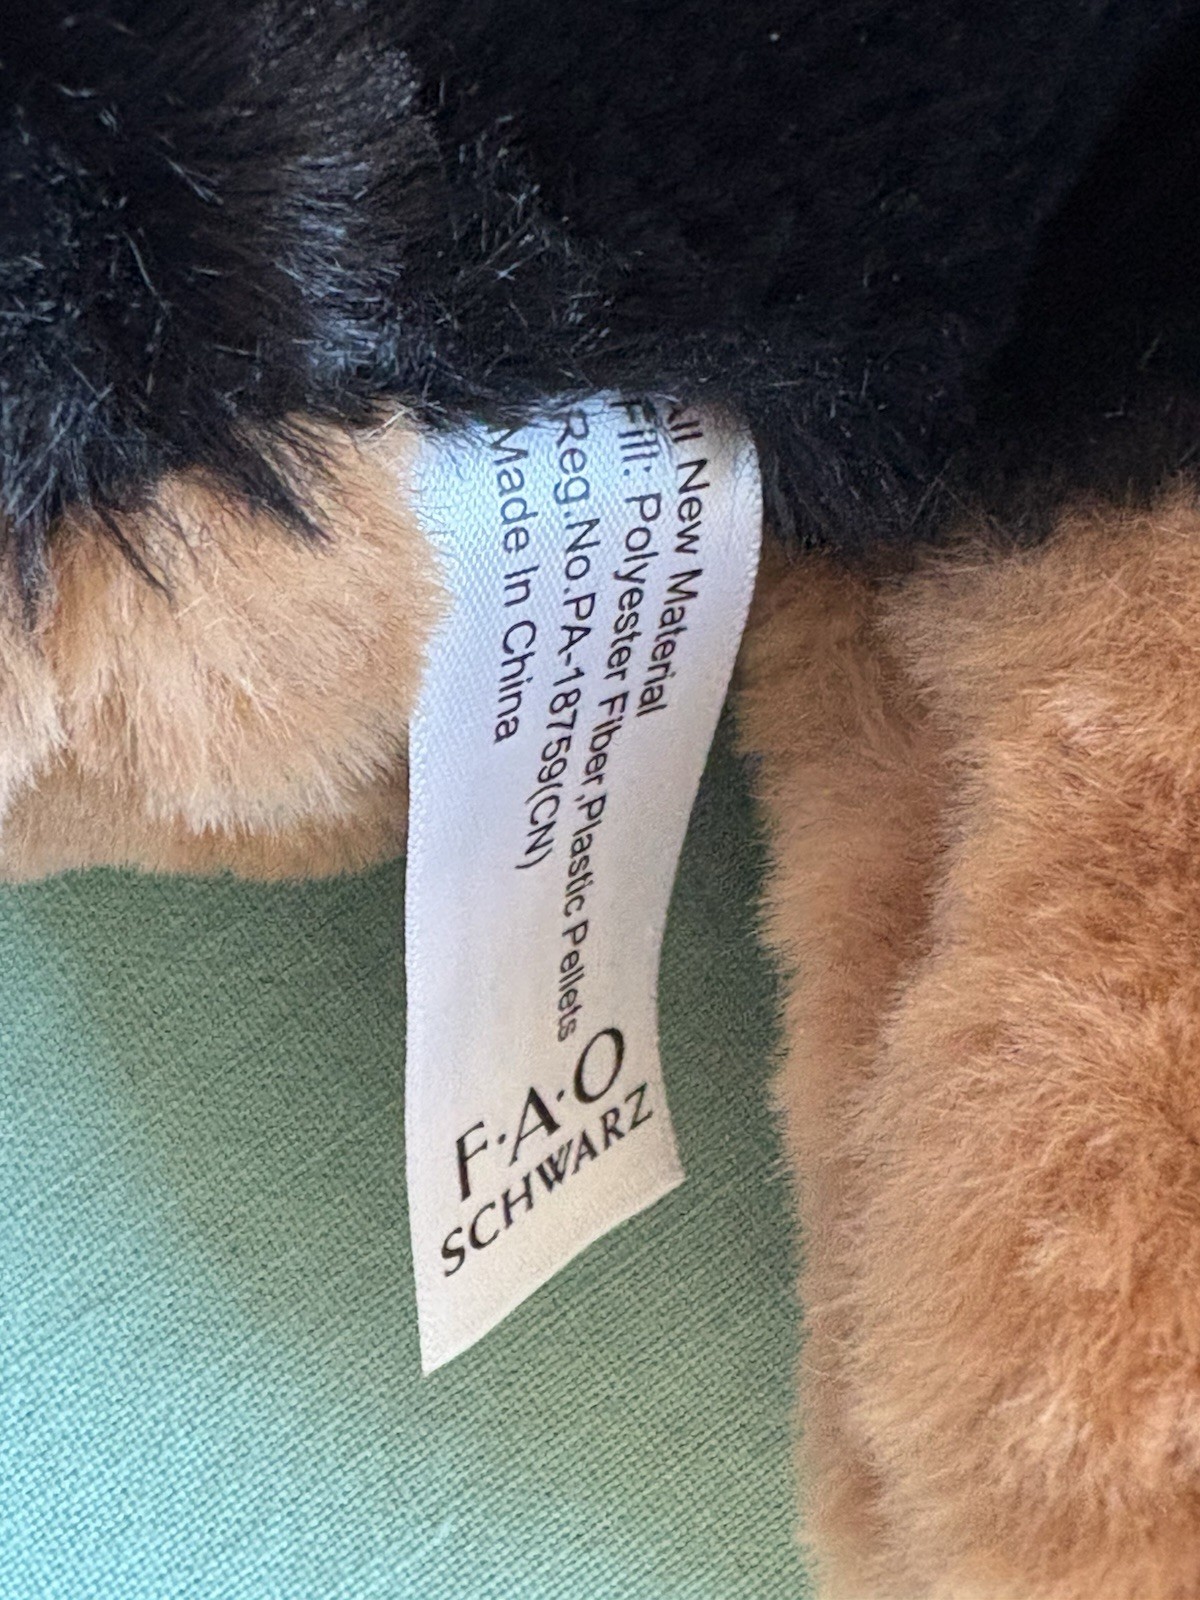 All New Material
Fill: Polyester Fiber,Plastic Pellets
Reg.No.PA-18759(CN)
Made In China
F·A·O
SCHWARZ